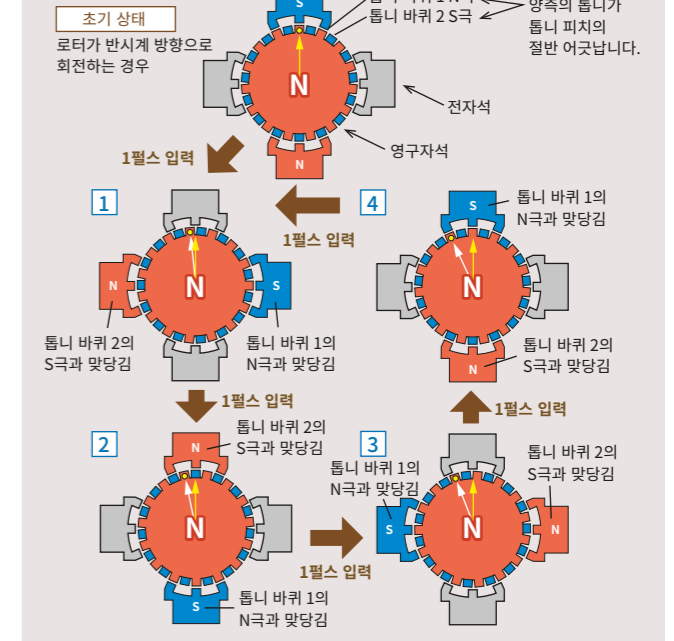 S
톱니 바퀴 2 S극
양측의 톱니가
톱니 피치의
절반 어긋납니다.
초기 상태
로터가 반시계 방향으로
회전하는 경우
N
전자석
영구자석
N
1펄스 입력
1
4
1펄스 입력
S
톱니 바퀴 1의
N극과 맞당김
N
N
S
N
톱니 바퀴 2의
S극과 맞당김
톱니 바퀴 1의
N극과 맞당김
N
톱니 바퀴 2의
S극과 맞당김
1펄스 입력
1펄스 입력
2
N
톱니 바퀴 2의
S극과 맞당김
3
톱니 바퀴 1의
N극과 맞당김
톱니 바퀴 2의
S극과 맞당김
N
S
N
N
1펄스 입력
S
톱니 바퀴 1의
N극과 맞당김